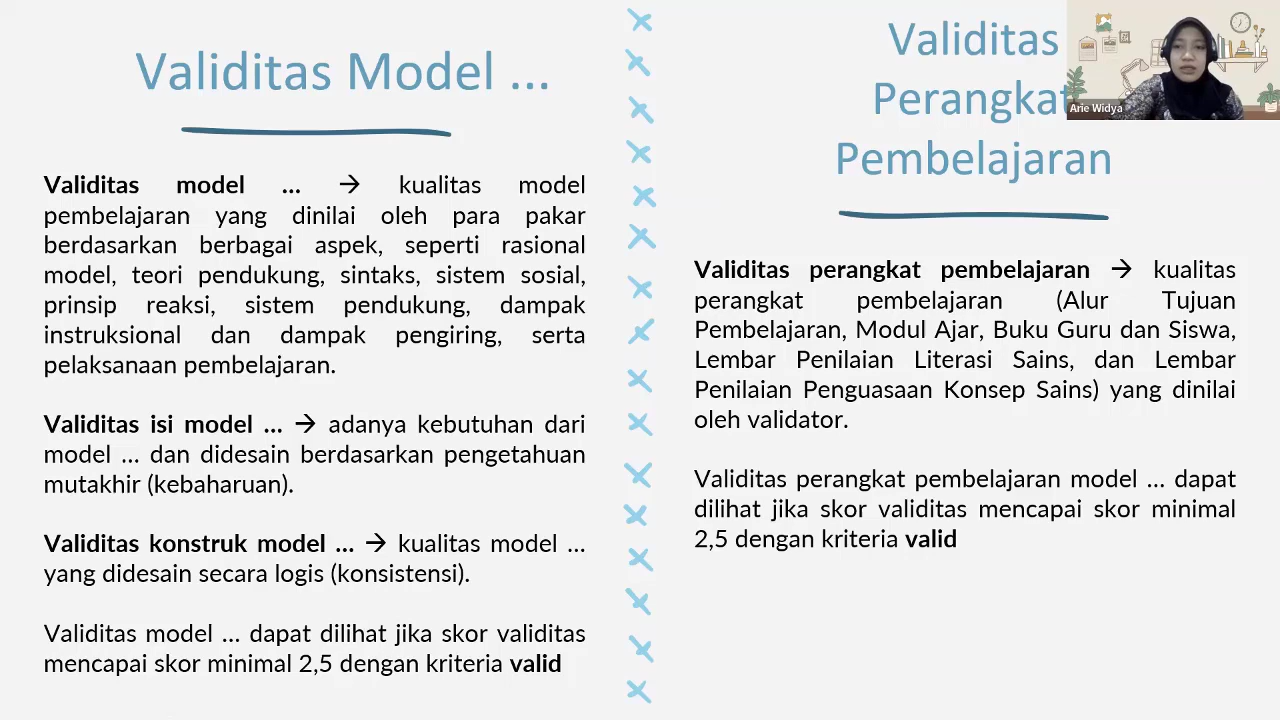 Validitas Model ...
Validitas model ... → kualitas model
pembelajaran yang dinilai oleh para pakar
berdasarkan berbagai aspek, seperti rasional
model, teori pendukung, sintaks, sistem sosial,
prinsip reaksi, sistem pendukung, dampak
instruksional dan dampak pengiring, serta
pelaksanaan pembelajaran.
Validitas isi model ... → adanya kebutuhan dari
model ... dan didesain berdasarkan pengetahuan
mutakhir (kebaharuan).
Validitas konstruk model ... → kualitas model ...
yang didesain secara logis (konsistensi).
Validitas model ... dapat dilihat jika skor validitas
mencapai skor minimal 2,5 dengan kriteria valid
Validitas
Perangkat
Pembelajaran
Arie Widya
Validitas perangkat pembelajaran → kualitas
perangkat pembelajaran (Alur Tujuan
Pembelajaran, Modul Ajar, Buku Guru dan Siswa,
Lembar Penilaian Literasi Sains, dan Lembar
Penilaian Penguasaan Konsep Sains) yang dinilai
oleh validator.
Validitas perangkat pembelajaran model ... dapat
dilihat jika skor validitas mencapai skor minimal
2,5 dengan kriteria valid